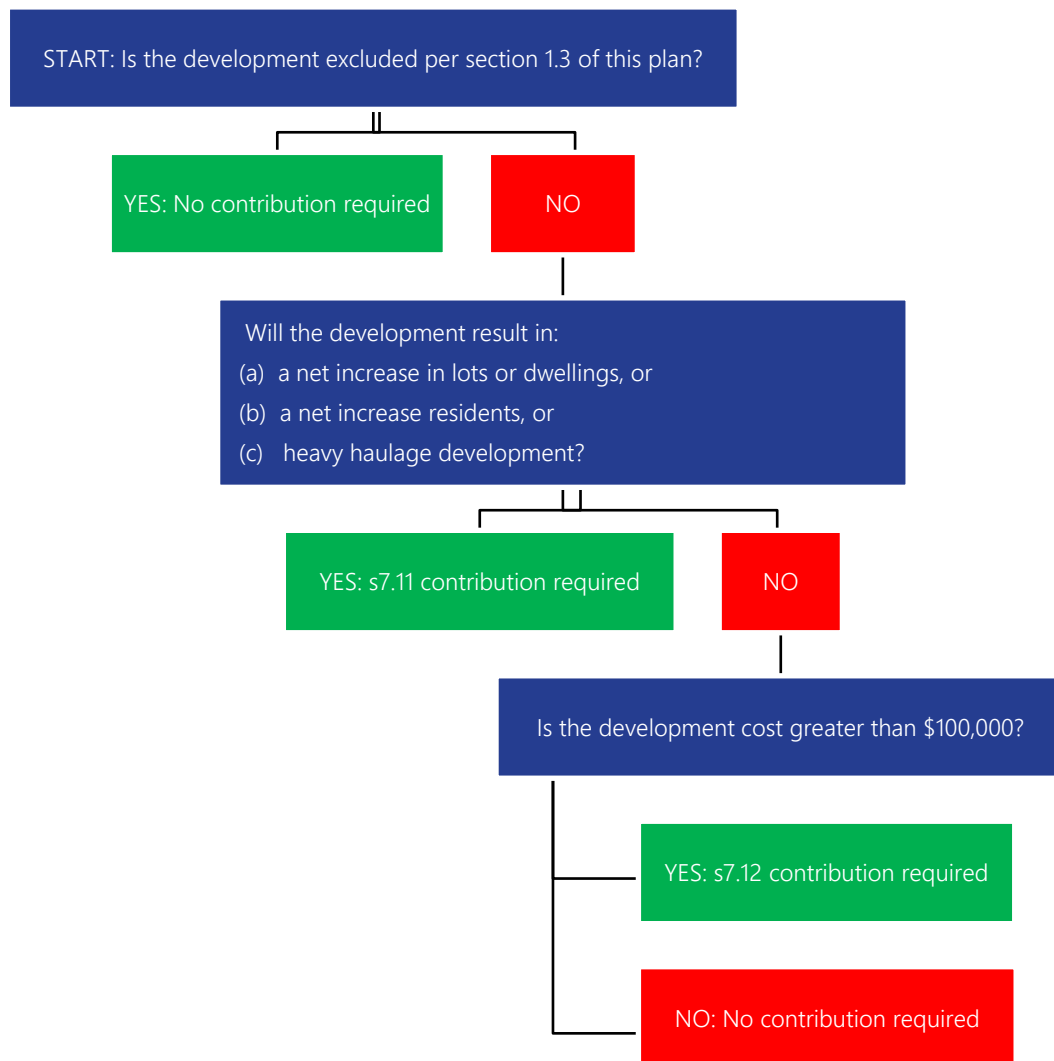 START: Is the development excluded per section 1.3 of this plan?
YES: No contribution required
NO
Will the development result in:
(a) a net increase in lots or dwellings, or
(b) a net increase residents, or
(c) heavy haulage development?
YES: s7.11 contribution required
NO
Is the development cost greater than $100,000?
YES: s7.12 contribution required
NO: No contribution required